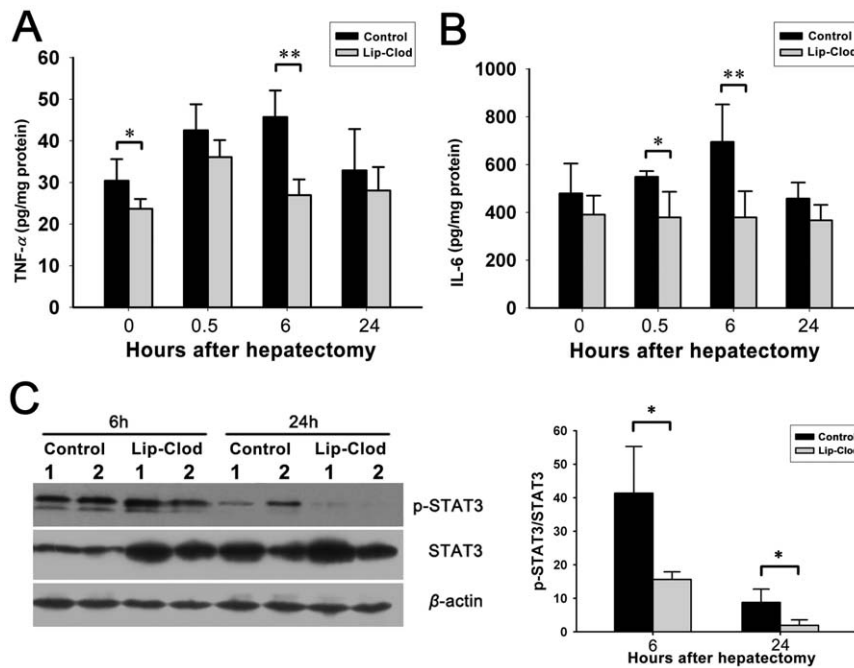 A
Control
Lip-Clod
TNF-α (pg/mg protein)
60
50
40
30
20
10
0
*
**
0 0.5 6 24
Hours after hepatectomy
B
Control
Lip-Clod
IL-6 (pg/mg protein)
1000
800
600
400
200
0
*
**
0 0.5 6 24
Hours after hepatectomy
C
6h 24h
Control Lip-Clod Control Lip-Clod
1 2 1 2 1 2 1 2
p-STAT3
STAT3
β-actin
Control
Lip-Clod
p-STAT3/STAT3
60
50
40
30
20
10
0
*
*
6 24
Hours after hepatectomy